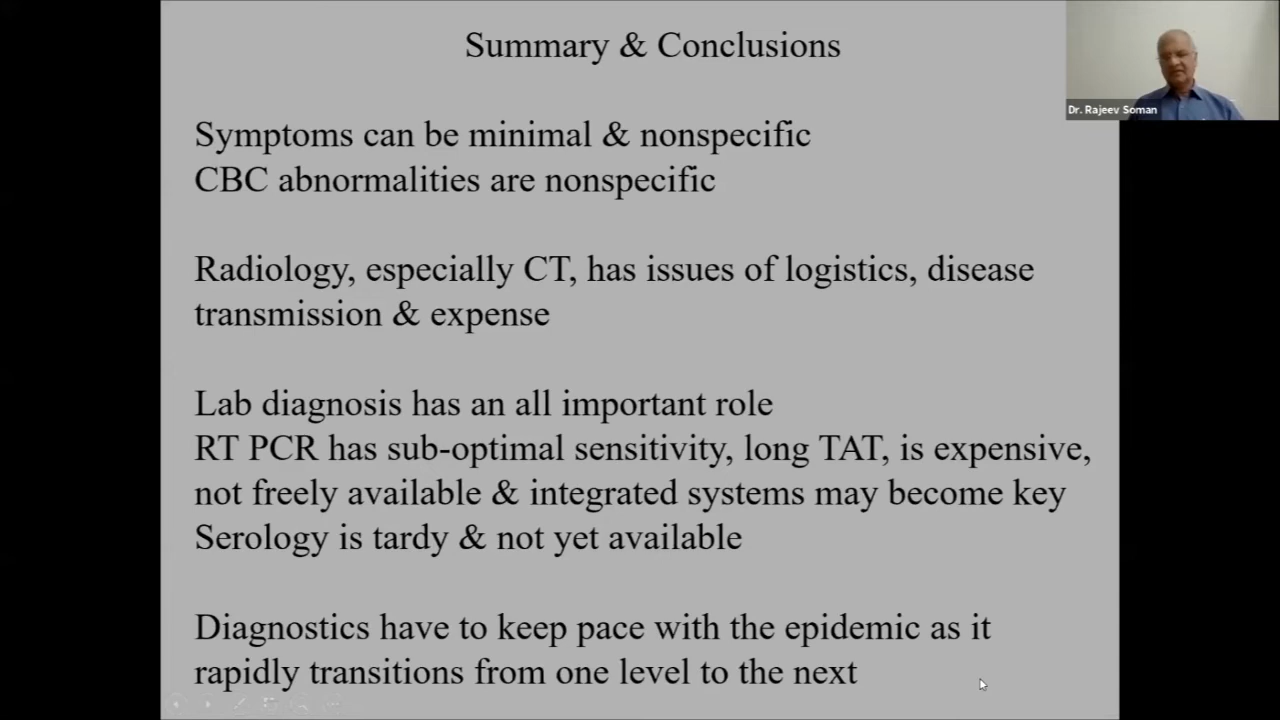 Summary & Conclusions
Dr. Rajeev Soman
Symptoms can be minimal & nonspecific
CBC abnormalities are nonspecific
Radiology, especially CT, has issues of logistics, disease
transmission & expense
Lab diagnosis has an all important role
RT PCR has sub-optimal sensitivity, long TAT, is expensive,
not freely available & integrated systems may become key
Serology is tardy & not yet available
Diagnostics have to keep pace with the epidemic as it
rapidly transitions from one level to the next